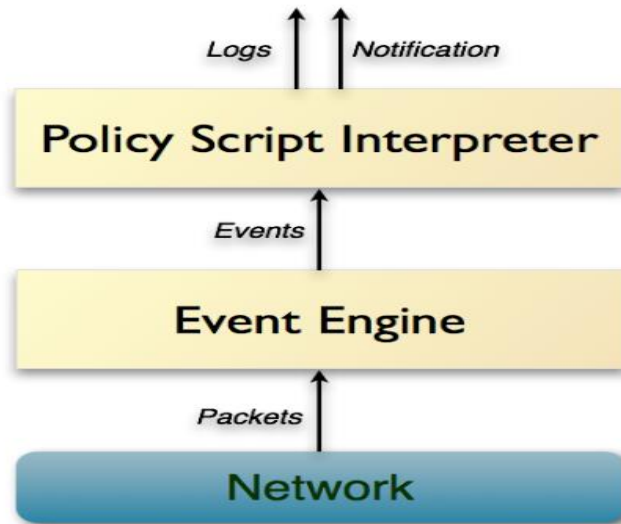 Logs Notification
Policy Script Interpreter
Events
Event Engine
Packets
Network